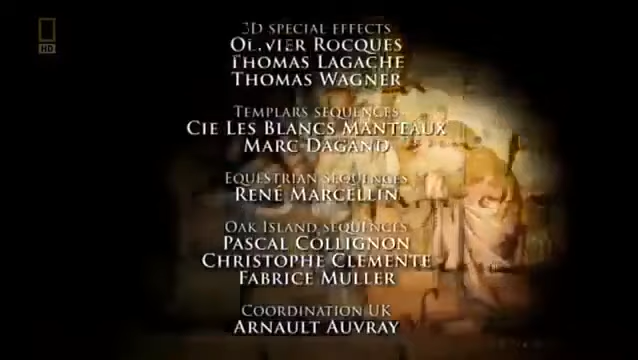 HD
3D SPECIAL EFFECTS
OLIVIER ROCQUES
THOMAS LAGACHE
THOMAS WAGNER
TEMPLARS SEQUENCES
CIE LES BLANCS MANTEAUX
MARC DAGAND
EQUESTRIAN SEQUENCES
RENÉ MARCELLIN
OAK ISLAND SEQUENCES
PASCAL COLLIGNON
CHRISTOPHE CLEMENTE
FABRICE MULLER
COORDINATION UK
ARNAULT AUVRAY